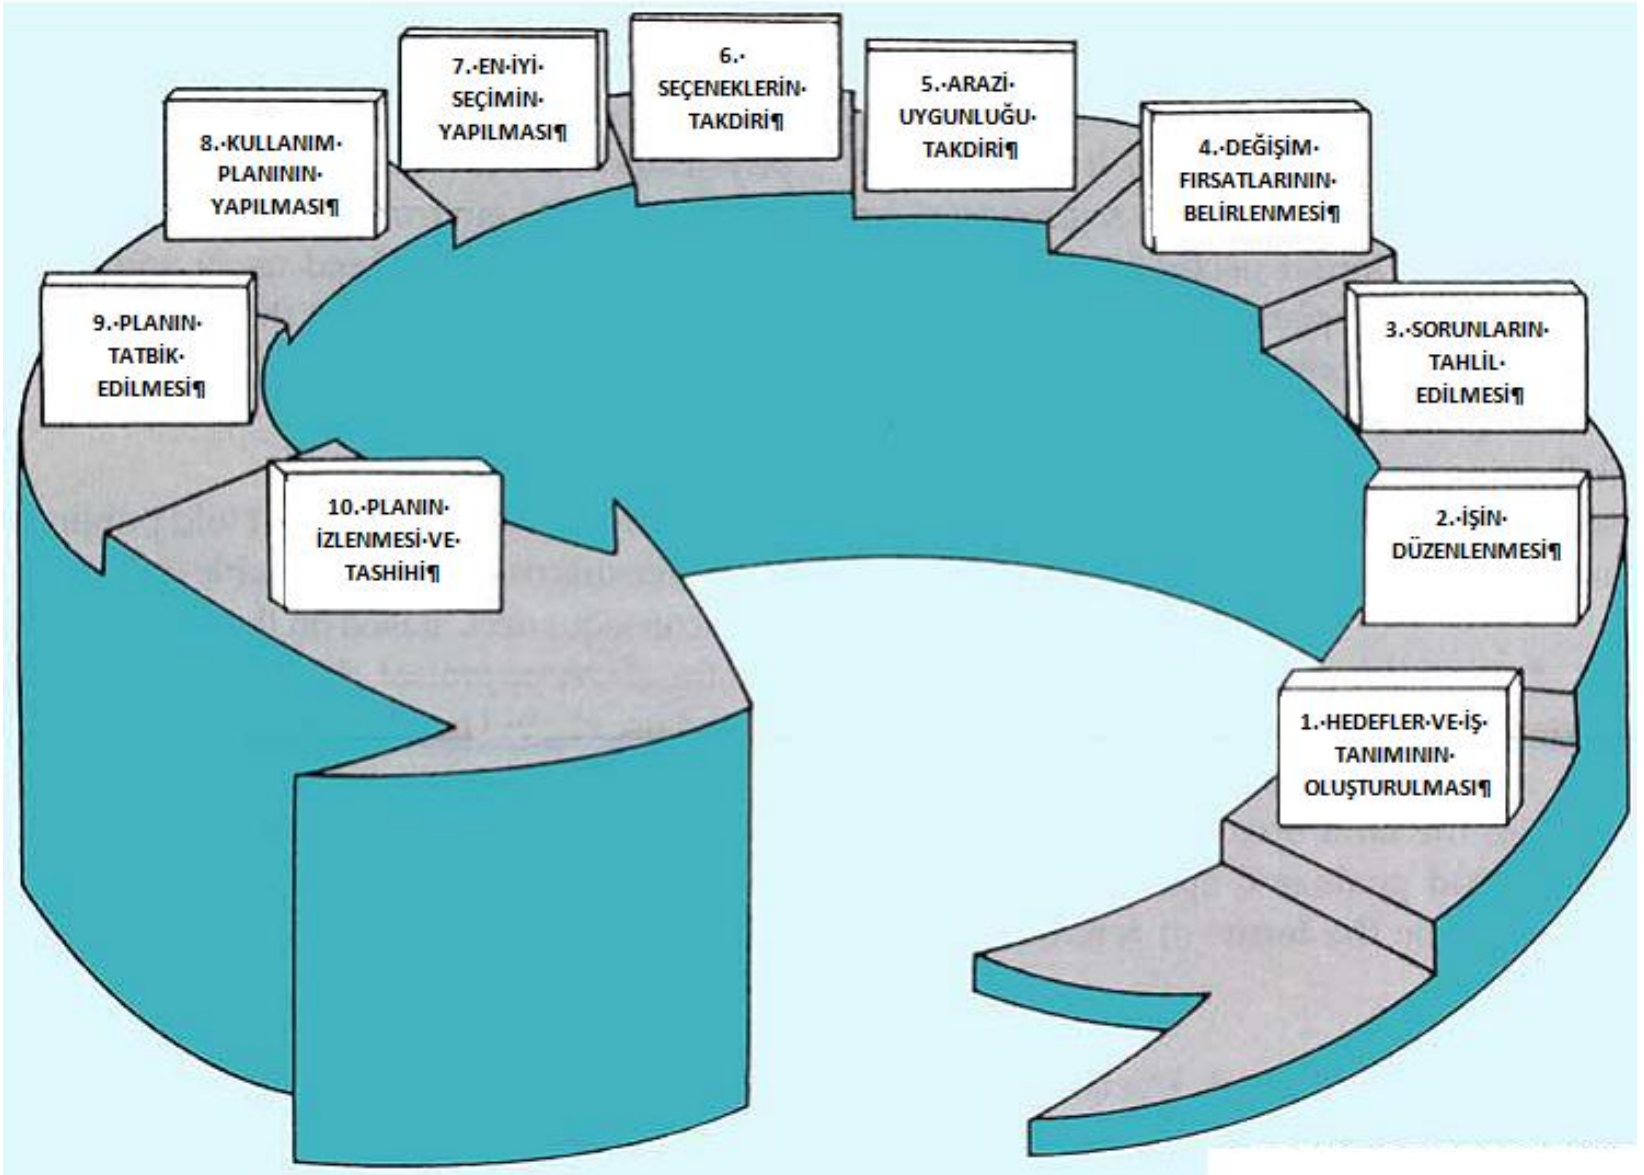 1.·HEDEFLER·VE·İŞ·
TANIMININ·
OLUŞTURULMASI¶
2.·İŞİN·
DÜZENLENMESİ¶
3.·SORUNLARIN·
TAHLİL·
EDİLMESİ¶
4.·DEĞİŞİM·
FIRSATLARININ·
BELİRLENMESİ¶
5.·ARAZİ·
UYGUNLUĞU·
TAKDİRİ¶
6.·
SEÇENEKLERİN·
TAKDİRİ¶
7.·EN·İYİ·
SEÇİMİN·
YAPILMASI¶
8.·KULLANIM·
PLANININ·
YAPILMASI¶
9.·PLANIN·
TATBİK·
EDİLMESİ¶
10.·PLANIN·
İZLENMESİ·VE·
TASHİHİ¶